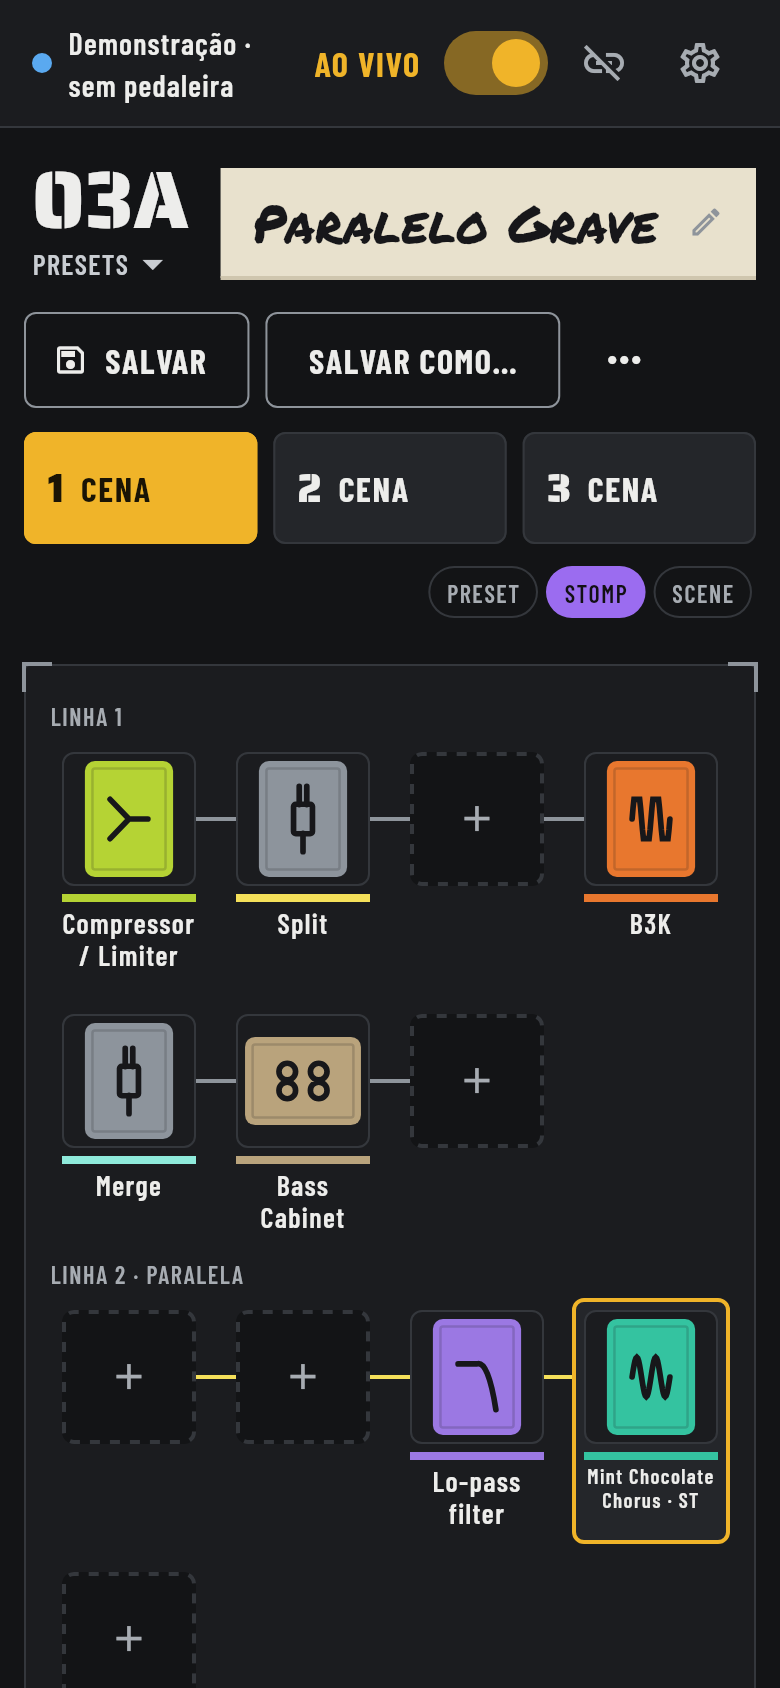 Demonstração ·
sem pedaleira
AO VIVO
03A
PRESETS
Paralelo Grave
SALVAR
SALVAR COMO...
1 CENA
2 CENA
3 CENA
PRESET
STOMP
SCENE
LINHA 1
Compressor
/ Limiter
Split
B3K
Merge
Bass
Cabinet
LINHA 2 · PARALELA
Lo-pass
filter
Mint Chocolate
Chorus · ST